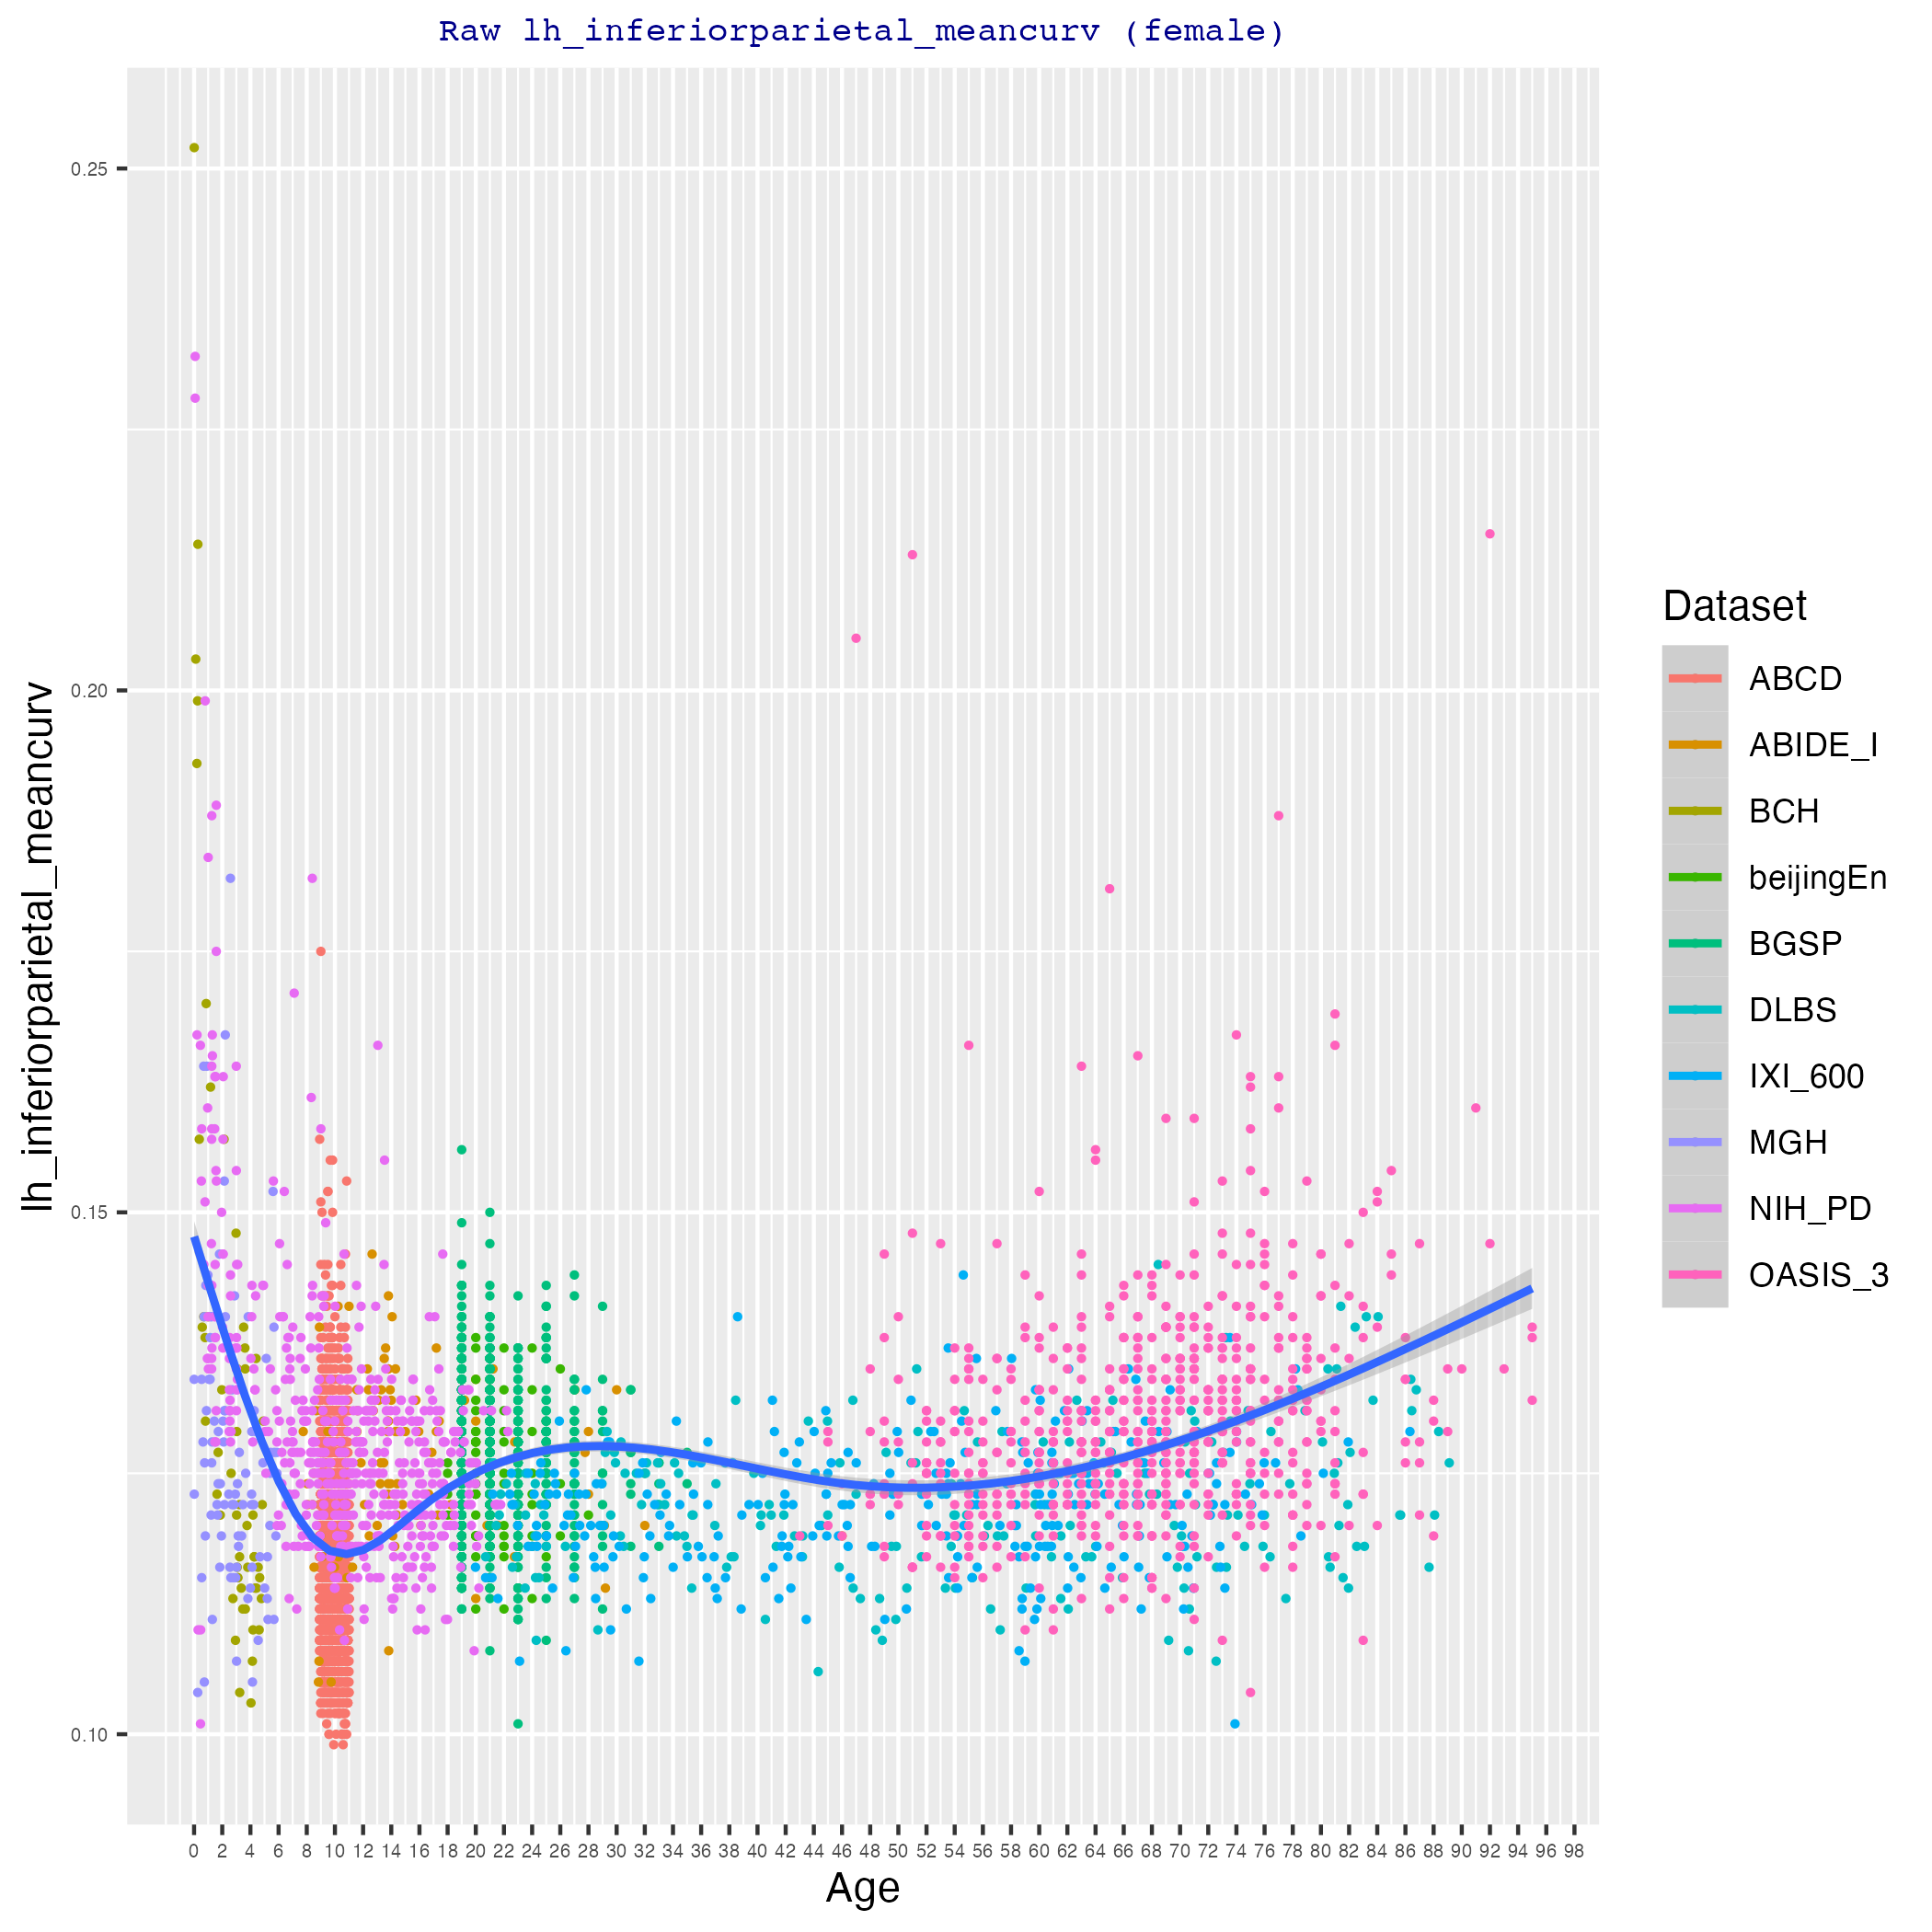 Raw lh_inferiorparietal_meancurv (female)
lh_inferiorparietal_meancurv
0.25
0.20
0.15
0.10
0 2 4 6 8 10 12 14 16 18 20 22 24 26 28 30 32 34 36 38 40 42 44 46 48 50 52 54 56 58 60 62 64 66 68 70 72 74 76 78 80 82 84 86 88 90 92 94 96 98
Age
Dataset
ABCD
ABIDE_I
BCH
beijingEn
BGSP
DLBS
IXI_600
MGH
NIH_PD
OASIS_3